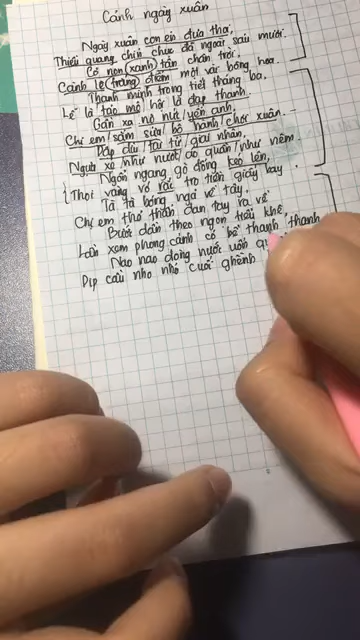 Cảnh ngày xuân
Ngày xuân con én đưa thoi,
Thiều quang chín chục đã ngoài sáu mươi.
Cỏ non (xanh) tận chân trời,
Cành lê (trắng) điểm một vài bông hoa.
Thanh minh trong tiết tháng ba,
Lễ là tảo mộ, hội là đạp thanh.
Gần xa nô nức / yến anh,
Chị em / sắm sửa / bộ hành / chơi xuân.
Dập dìu / tài tử / giai nhân,
Ngựa xe / như nước / áo quần / như nêm
Ngổn ngang gò đống kéo lên,
Thoi vàng vó rắc tro tiền giấy bay.
Tà tà bóng ngả về tây,
Chị em thơ thẩn dan tay ra về
Bước dần theo ngọn tiểu khê,
Lần xem phong cảnh có bề thanh thanh
Nao nao dòng nước uốn qu
Dịp cầu nho nhỏ cuối ghềnh